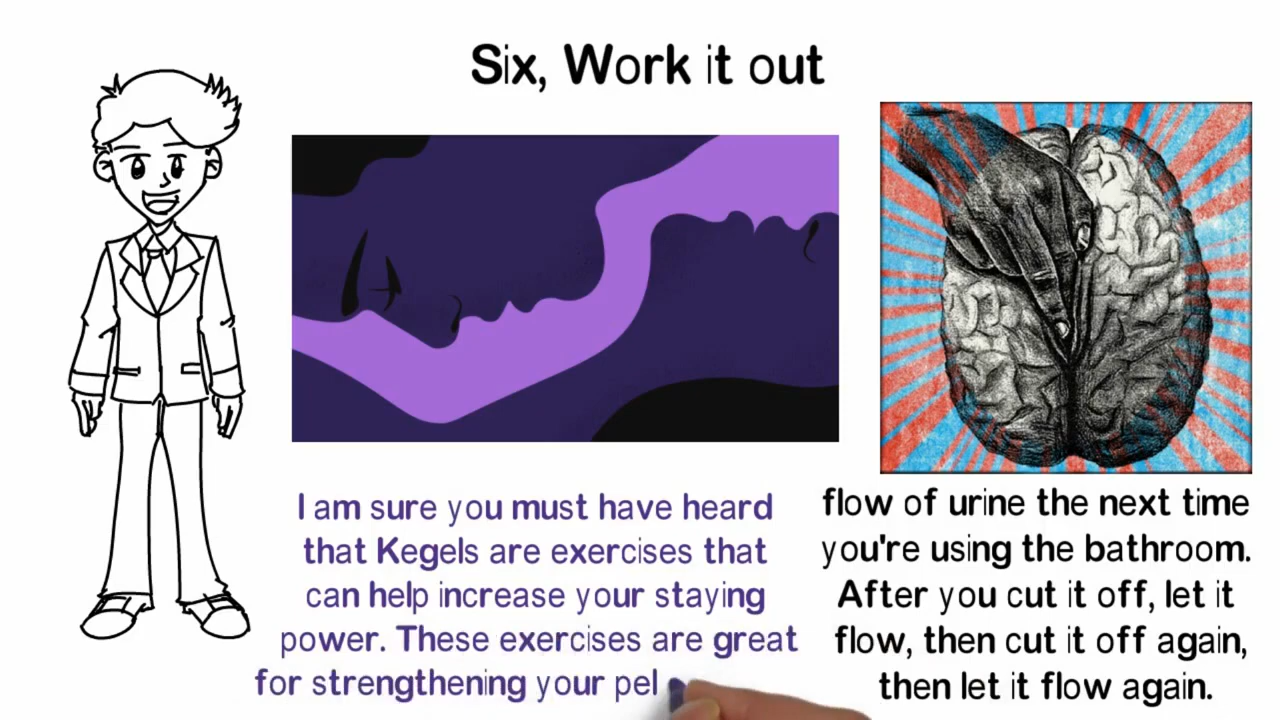 Six, Work it out
I am sure you must have heard
that Kegels are exercises that
can help increase your staying
power. These exercises are great
for strengthening your pel
flow of urine the next time
you're using the bathroom.
After you cut it off, let it
flow, then cut it off again,
then let it flow again.